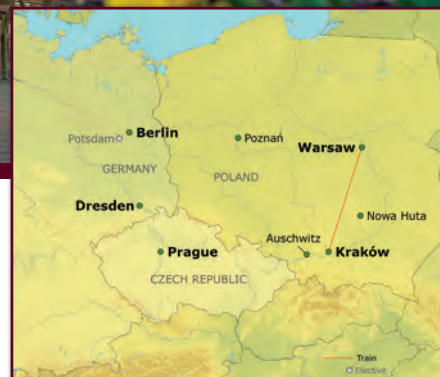 Berlin
Potsdam
Poznań
Warsaw
GERMANY
POLAND
Dresden
Nowa Huta
Auschwitz
Prague
Kraków
CZECH REPUBLIC
Train
Elective